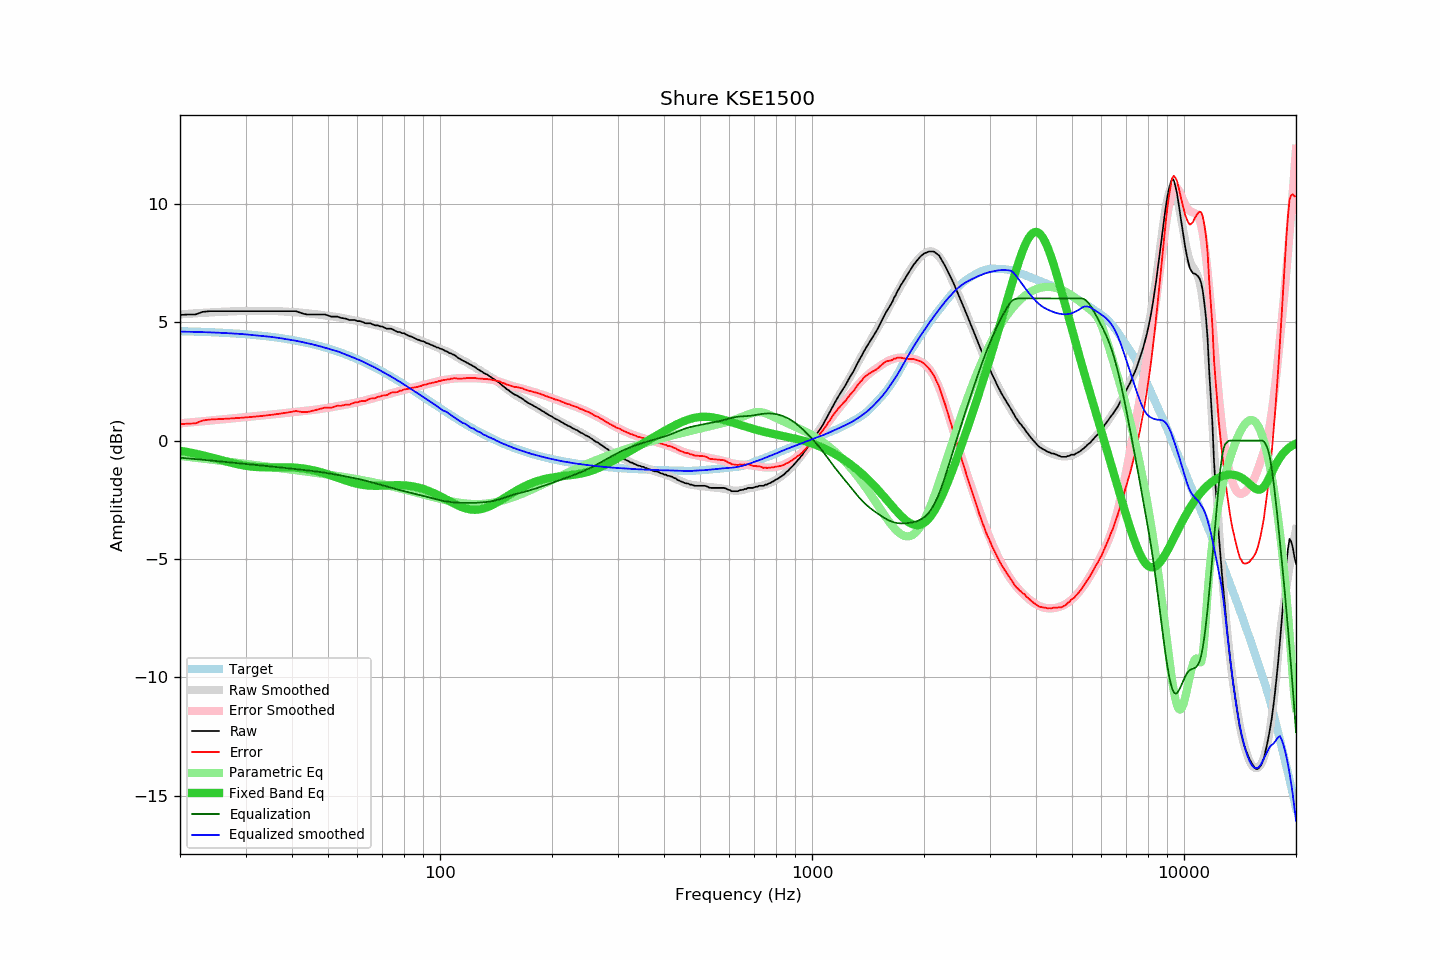 Shure KSE1500
Amplitude (dBr)
10
5
0
−5
−10
−15
Target
Raw Smoothed
Error Smoothed
Raw
Error
Parametric Eq
Fixed Band Eq
Equalization
Equalized smoothed
100
1000
10000
Frequency (Hz)